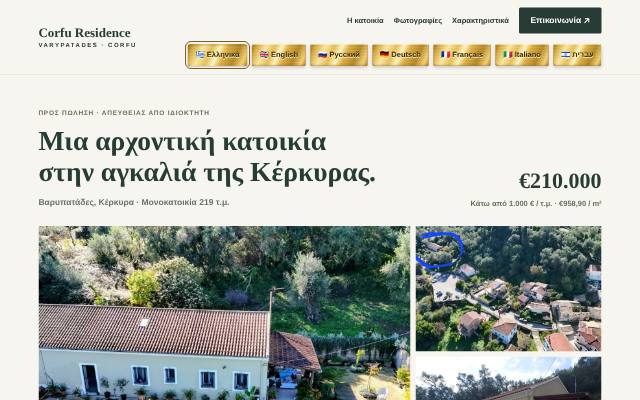 Corfu Residence
VARYPATADES · CORFU
Η κατοικία Φωτογραφίες Χαρακτηριστικά Επικοινωνία ↗
🇬🇷 Ελληνικά 🇬🇧 English 🇷🇺 Русский 🇩🇪 Deutsch 🇫🇷 Français 🇮🇹 Italiano 🇮🇱 עברית
ΠΡΟΣ ΠΩΛΗΣΗ · ΑΠΕΥΘΕΙΑΣ ΑΠΟ ΙΔΙΟΚΤΗΤΗ
Μια αρχοντική κατοικία
στην αγκαλιά της Κέρκυρας.
Βαρυπατάδες, Κέρκυρα · Μονοκατοικία 219 τ.μ.
€210.000
Κάτω από 1.000 € / τ.μ. · €958,90 / m²